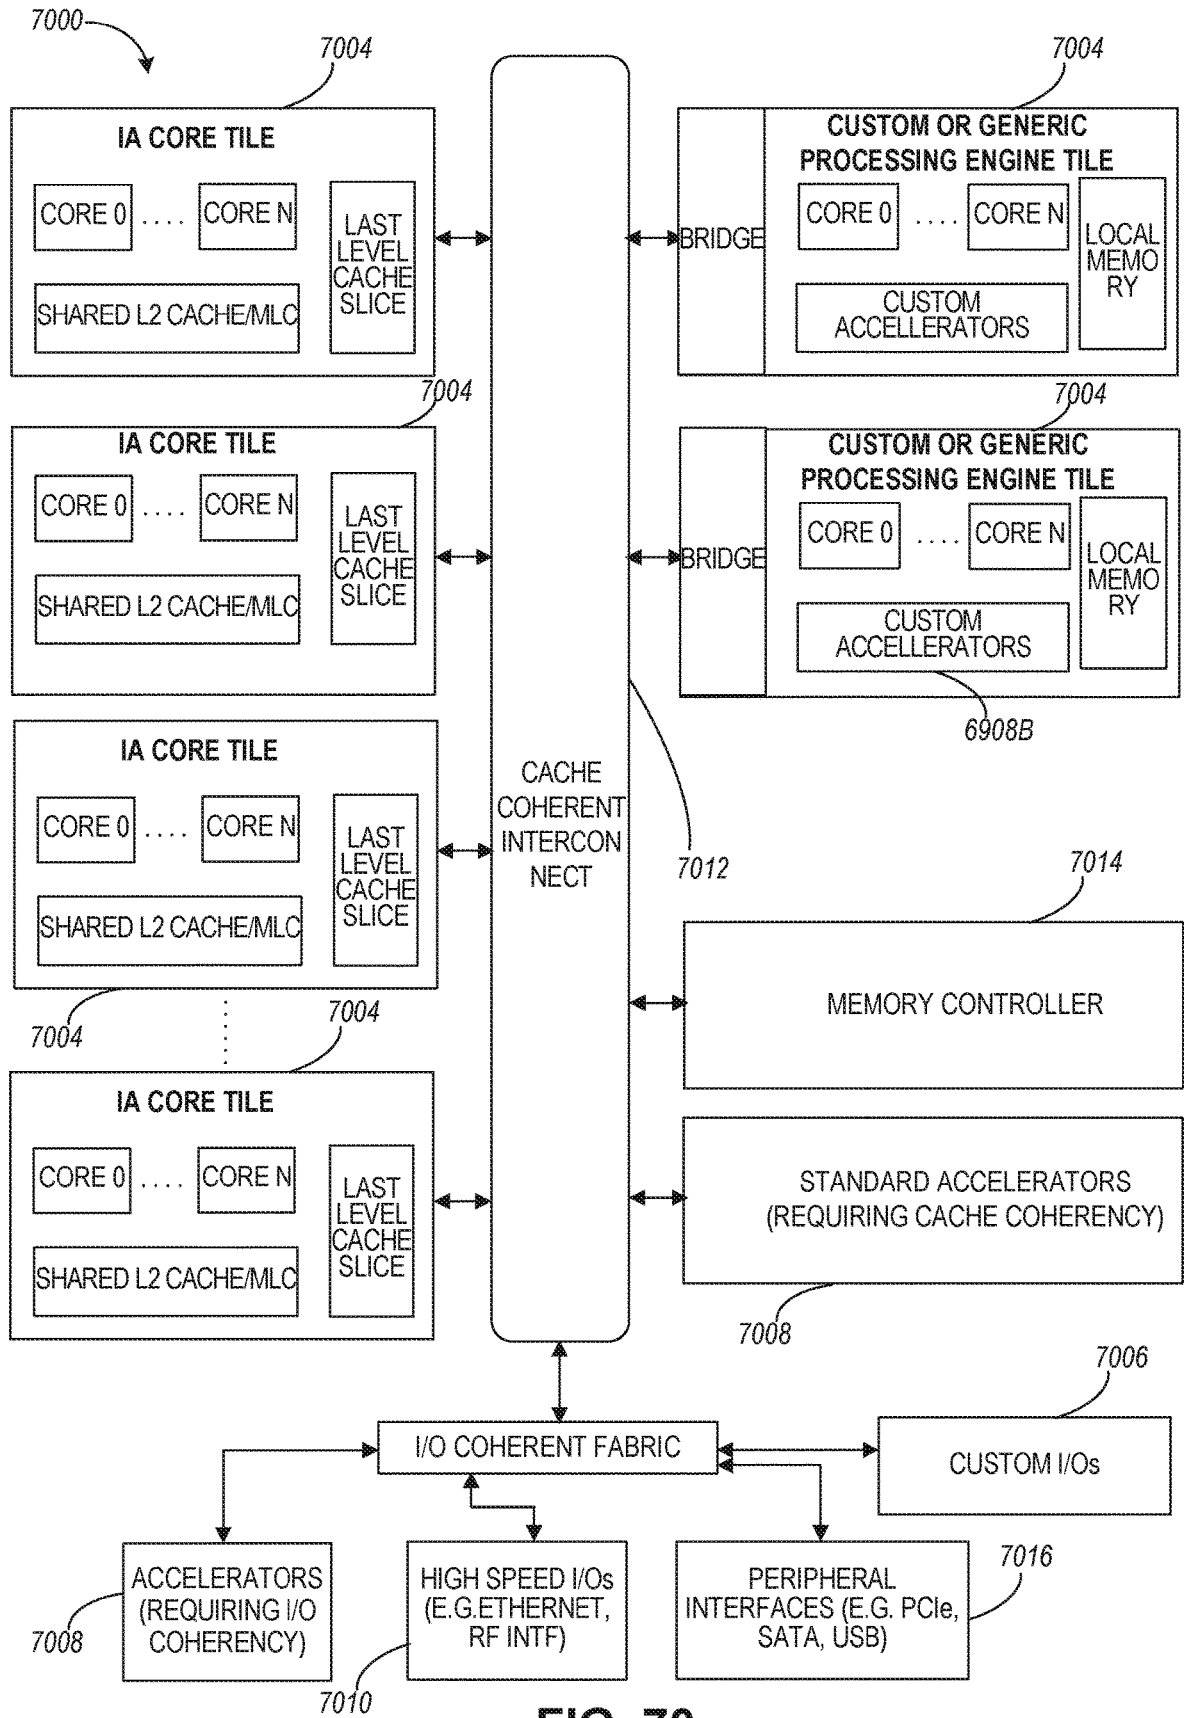 7000
7004
IA CORE TILE
CORE 0 .... CORE N
LAST
LEVEL
CACHE
SLICE
SHARED L2 CACHE/MLC
7004
IA CORE TILE
CORE 0 .... CORE N
LAST
LEVEL
CACHE
SLICE
SHARED L2 CACHE/MLC
IA CORE TILE
CORE 0 .... CORE N
LAST
LEVEL
CACHE
SLICE
SHARED L2 CACHE/MLC
7004
7004
IA CORE TILE
CORE 0 .... CORE N
LAST
LEVEL
CACHE
SLICE
SHARED L2 CACHE/MLC
CACHE
COHERENT
INTERCON
NECT
7012
7004
BRIDGE
CUSTOM OR GENERIC
PROCESSING ENGINE TILE
CORE 0 .... CORE N
LOCAL
MEMO
RY
CUSTOM
ACCELLERATORS
7004
BRIDGE
CUSTOM OR GENERIC
PROCESSING ENGINE TILE
CORE 0 .... CORE N
LOCAL
MEMO
RY
CUSTOM
ACCELLERATORS
6908B
7014
MEMORY CONTROLLER
STANDARD ACCELERATORS
(REQUIRING CACHE COHERENCY)
7008
7006
I/O COHERENT FABRIC
CUSTOM I/Os
ACCELERATORS
(REQUIRING I/O
COHERENCY)
7008
HIGH SPEED I/Os
(E.G.ETHERNET,
RF INTF)
7010
PERIPHERAL
INTERFACES (E.G. PCIe,
SATA, USB)
7016